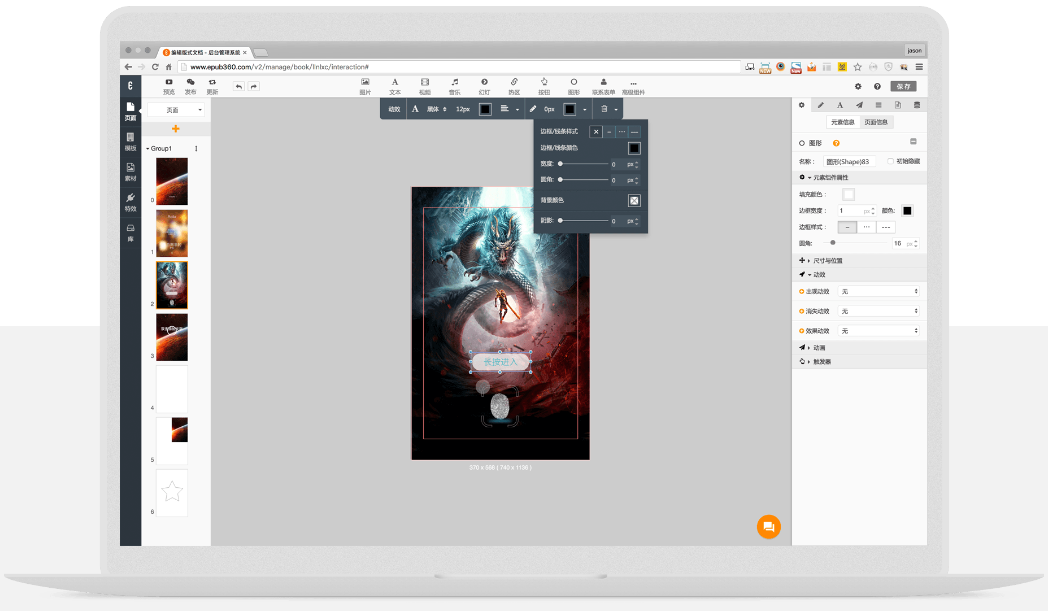 编辑版式文档 - 后台管理系统
jason
www.epub360.com/v2/manage/book/linlxc/interaction#
预览
发布
更新
图片
文本
视频
音乐
幻灯
热区
按钮
图形
联系表单
高级组件
保存
页面
模板
素材
特效
库
页面
Group1
0
1
2
3
4
5
6
动效
A
黑体
12px
0px
边框/线条样式
边框/线条颜色
宽度:
0
px
圆角:
0
px
背景颜色
阴影:
0
px
长按进入
元素信息
页面信息
图形
名称:
图形(Shape)83
初始隐藏
元素组件属性
填充颜色:
边框宽度:
1
px
颜色:
边框样式:
圆角:
16
px
尺寸与位置
动效
出现动效
无
消失动效
无
效果动效
无
动画
触发器